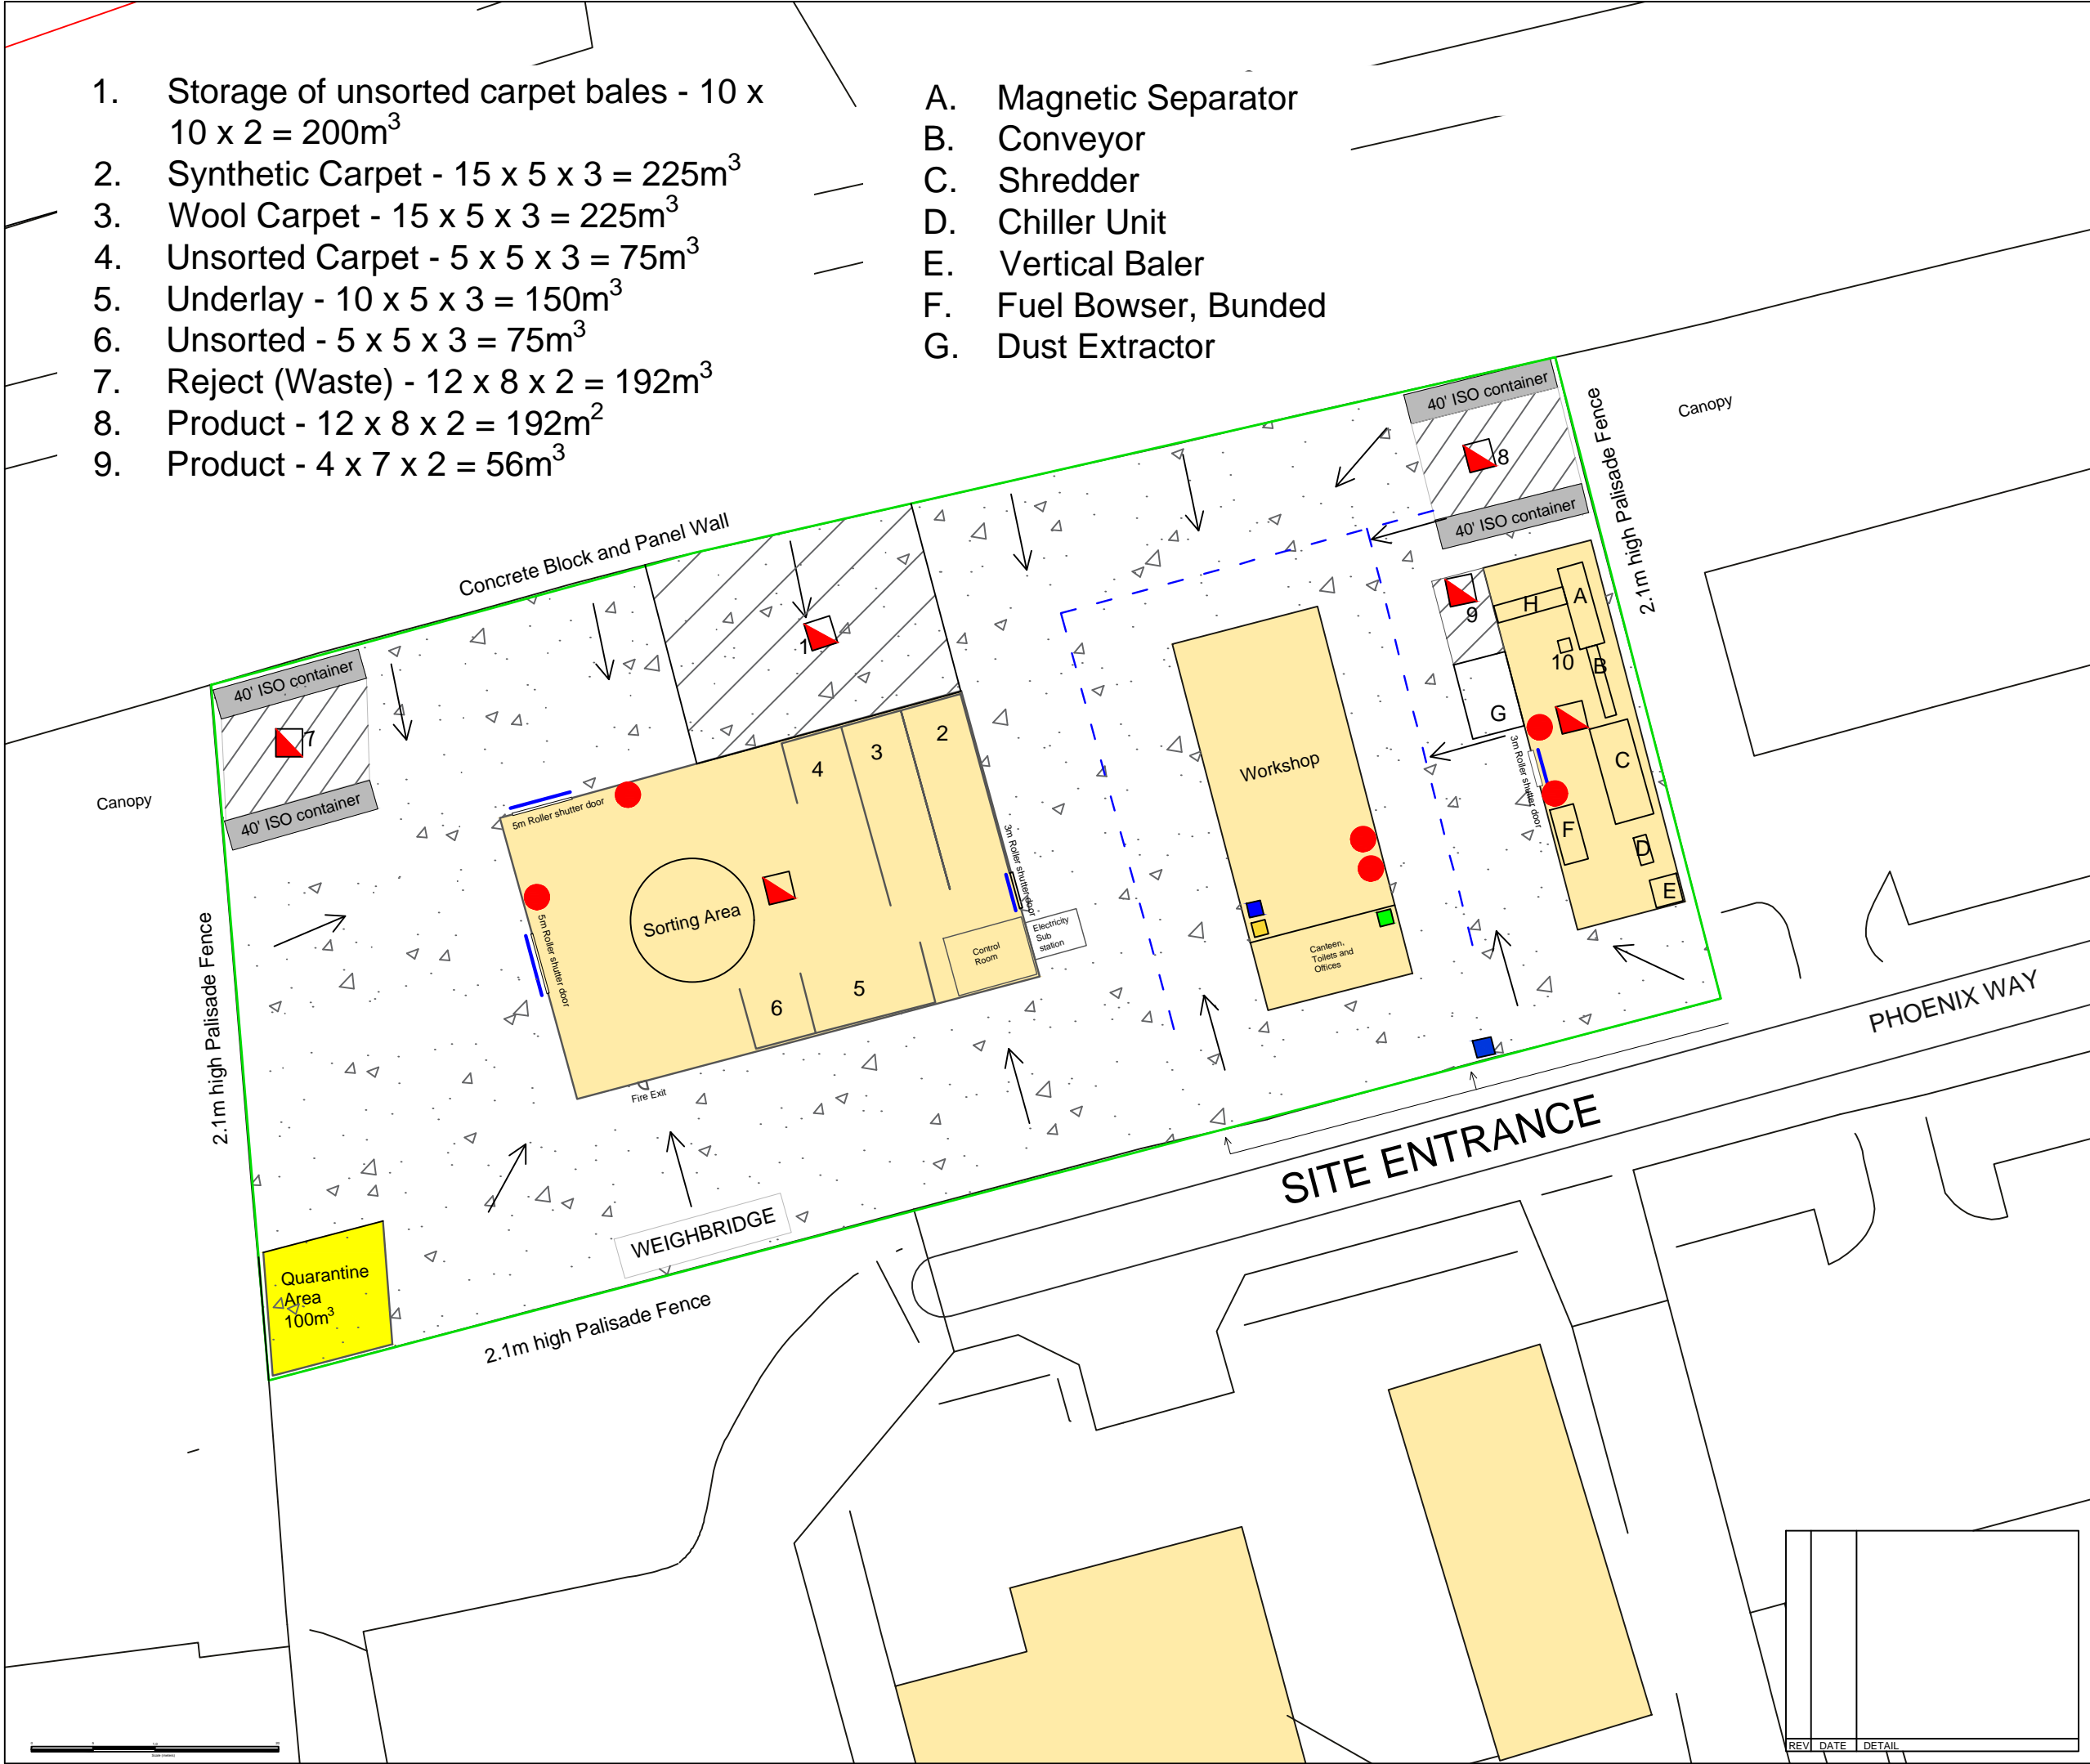 1. Storage of unsorted carpet bales - 10 x
10 x 2 = 200m³
2. Synthetic Carpet - 15 x 5 x 3 = 225m³
3. Wool Carpet - 15 x 5 x 3 = 225m³
4. Unsorted Carpet - 5 x 5 x 3 = 75m³
5. Underlay - 10 x 5 x 3 = 150m³
6. Unsorted - 5 x 5 x 3 = 75m³
7. Reject (Waste) - 12 x 8 x 2 = 192m³
8. Product - 12 x 8 x 2 = 192m²
9. Product - 4 x 7 x 2 = 56m³
A. Magnetic Separator
B. Conveyor
C. Shredder
D. Chiller Unit
E. Vertical Baler
F. Fuel Bowser, Bunded
G. Dust Extractor
40' ISO container
8
40' ISO container
2.1m high Palisade Fence
Canopy
Concrete Block and Panel Wall
1
9
H
A
10
B
G
3m Roller shutter door
C
F
D
E
40' ISO container
7
40' ISO container
Canopy
2.1m high Palisade Fence
5m Roller shutter door
4
3
2
Sorting Area
5m Roller shutter door
3m Roller shutter door
Electricity
Sub
station
Control
Room
6
5
Fire Exit
Workshop
Canteen,
Toilets and
Offices
PHOENIX WAY
SITE ENTRANCE
WEIGHBRIDGE
Quarantine
Area
100m³
2.1m high Palisade Fence
REV DATE DETAIL